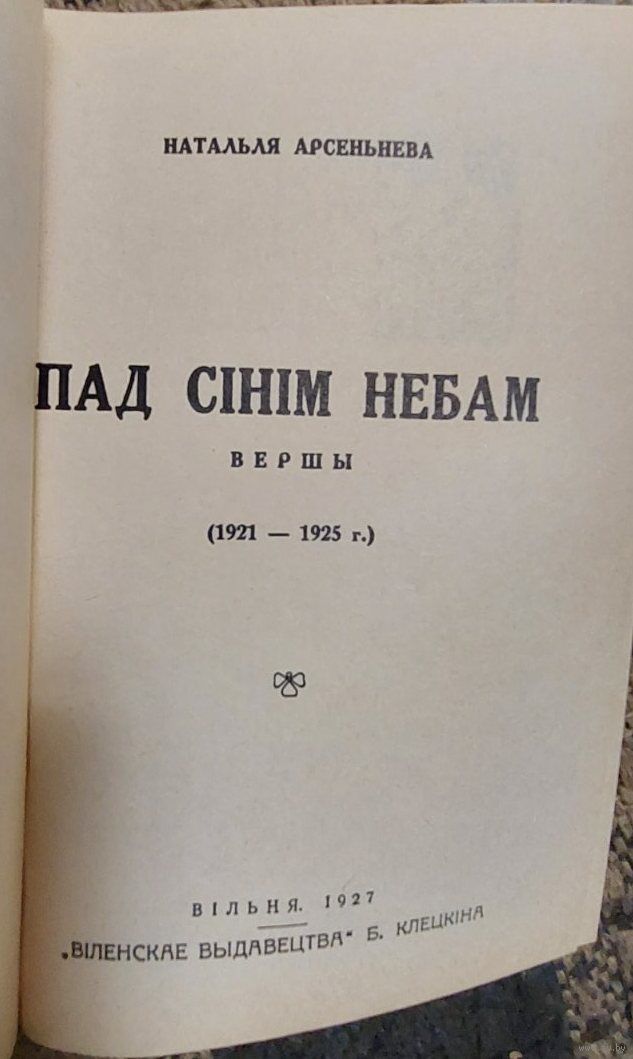 НАТАЛЬЛЯ АРСЕНЬНЕВА
ПАД СІНІМ НЕБАМ
ВЕРШЫ
(1921 — 1925 г.)
ВІЛЬНЯ. 1927
„ВІЛЕНСКАЕ ВЫДАВЕЦТВА“ Б. КЛЕЦКІНА